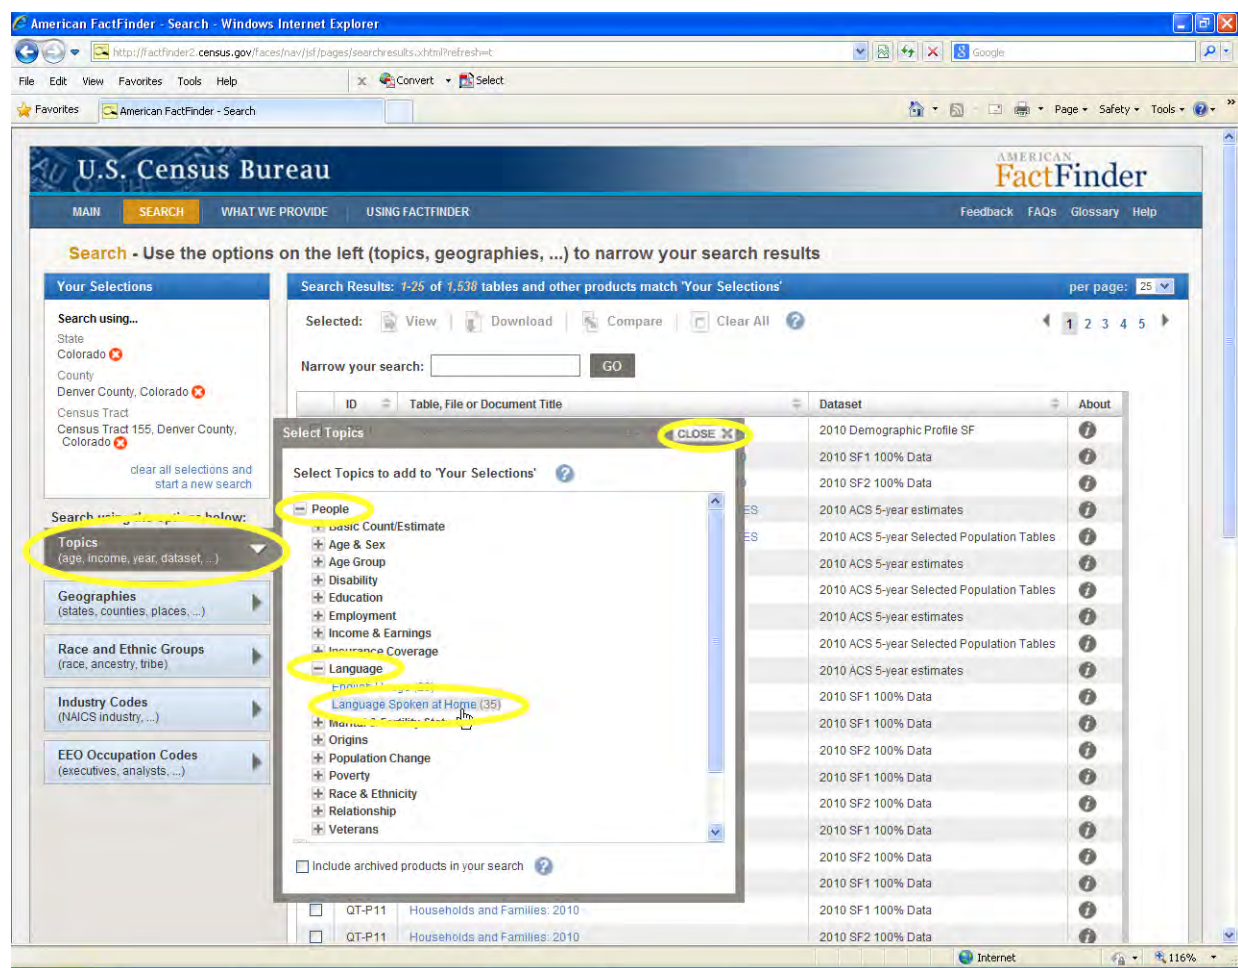 American FactFinder - Search - Windows Internet Explorer
http://factfinder2.census.gov/faces/nav/jsf/pages/searchresults.xhtml?refresh=t
Google
File Edit View Favorites Tools Help
Convert Select
Favorites American FactFinder - Search
Page Safety Tools
U.S. Census Bureau
AMERICAN
FactFinder
MAIN SEARCH WHAT WE PROVIDE USING FACTFINDER
Feedback FAQs Glossary Help
Search - Use the options on the left (topics, geographies, ...) to narrow your search results
Your Selections
Search using...
State
Colorado
County
Denver County, Colorado
Census Tract
Census Tract 155, Denver County,
Colorado
clear all selections and
start a new search
Search using the options below:
Topics
(age, income, year, dataset, ...)
Geographies
(states, counties, places, ...)
Race and Ethnic Groups
(race, ancestry, tribe)
Industry Codes
(NAICS industry, ...)
EEO Occupation Codes
(executives, analysts, ...)
Search Results: 1-25 of 1,538 tables and other products match 'Your Selections'
per page: 25
Selected: View Download Compare Clear All
1 2 3 4 5
Narrow your search: GO
ID Table, File or Document Title Dataset About
Select Topics
CLOSE X
Select Topics to add to 'Your Selections'
People
Basic Count/Estimate
Age & Sex
Age Group
Disability
Education
Employment
Income & Earnings
Insurance Coverage
Language
Language Spoken at Home (35)
Origins
Population Change
Poverty
Race & Ethnicity
Relationship
Veterans
Include archived products in your search
2010 Demographic Profile SF
2010 SF1 100% Data
2010 SF2 100% Data
ES 2010 ACS 5-year estimates
ES 2010 ACS 5-year Selected Population Tables
2010 ACS 5-year estimates
2010 ACS 5-year Selected Population Tables
2010 ACS 5-year estimates
2010 ACS 5-year Selected Population Tables
2010 ACS 5-year estimates
2010 SF1 100% Data
2010 SF1 100% Data
2010 SF2 100% Data
2010 SF1 100% Data
2010 SF2 100% Data
2010 SF1 100% Data
2010 SF2 100% Data
2010 SF1 100% Data
QT-P11 Households and Families: 2010 2010 SF1 100% Data
QT-P11 Households and Families: 2010 2010 SF2 100% Data
Internet 116%